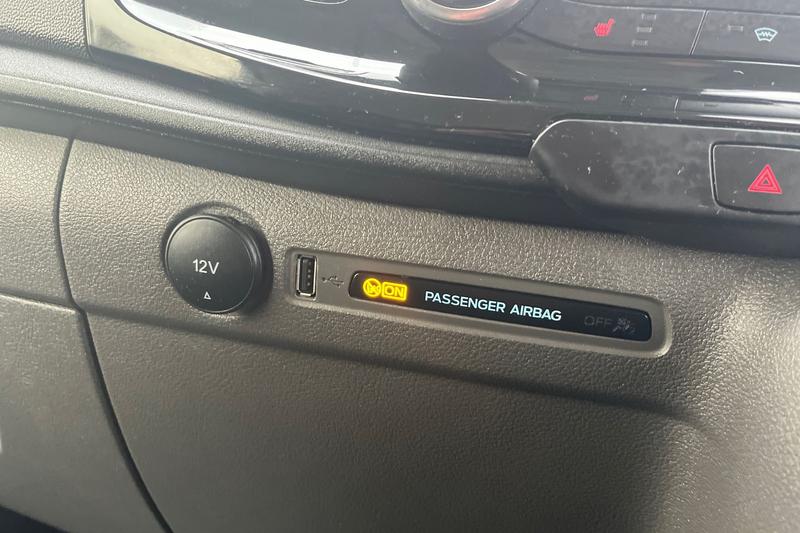 12V
ON PASSENGER AIRBAG OFF